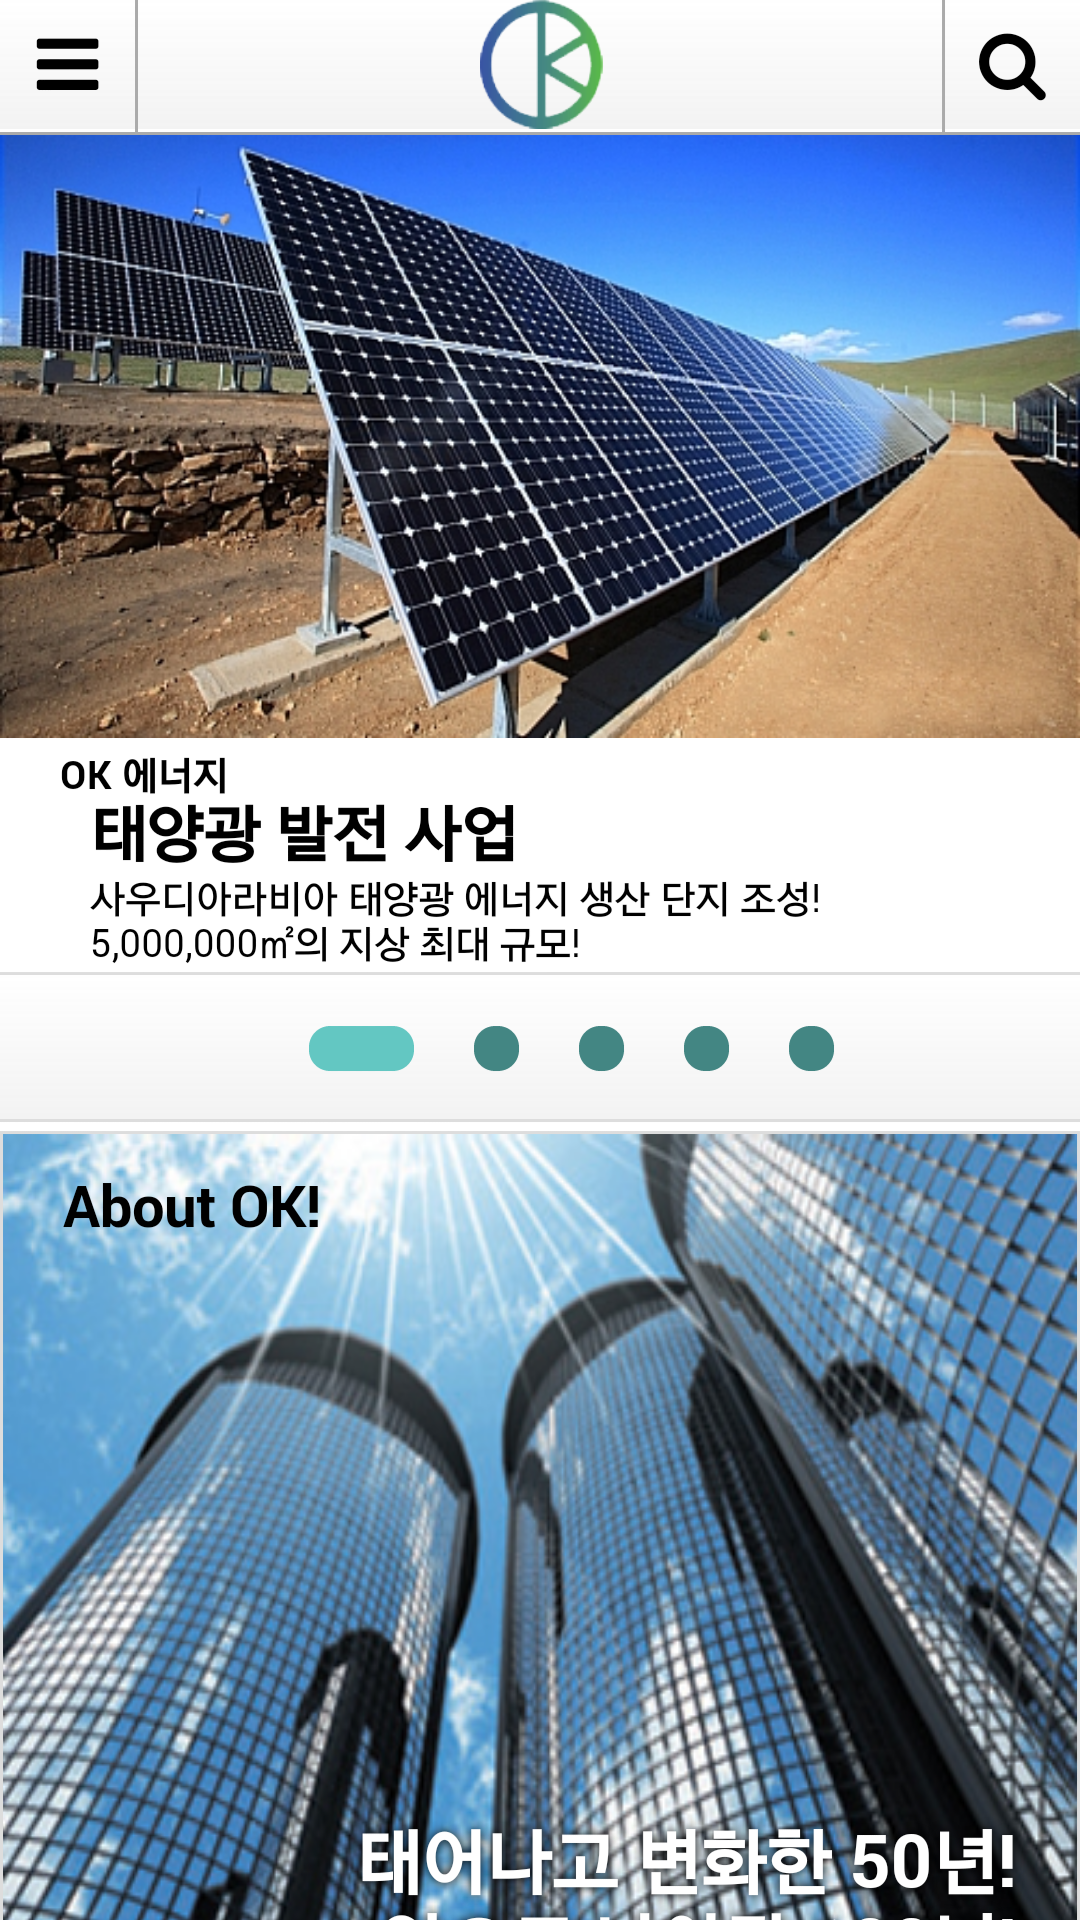 OK 에너지
태양광 발전 사업
사우디아라비아 태양광 에너지 생산 단지 조성!
5,000,000㎡의 지상 최대 규모!
About OK!
태어나고 변화한 50년!